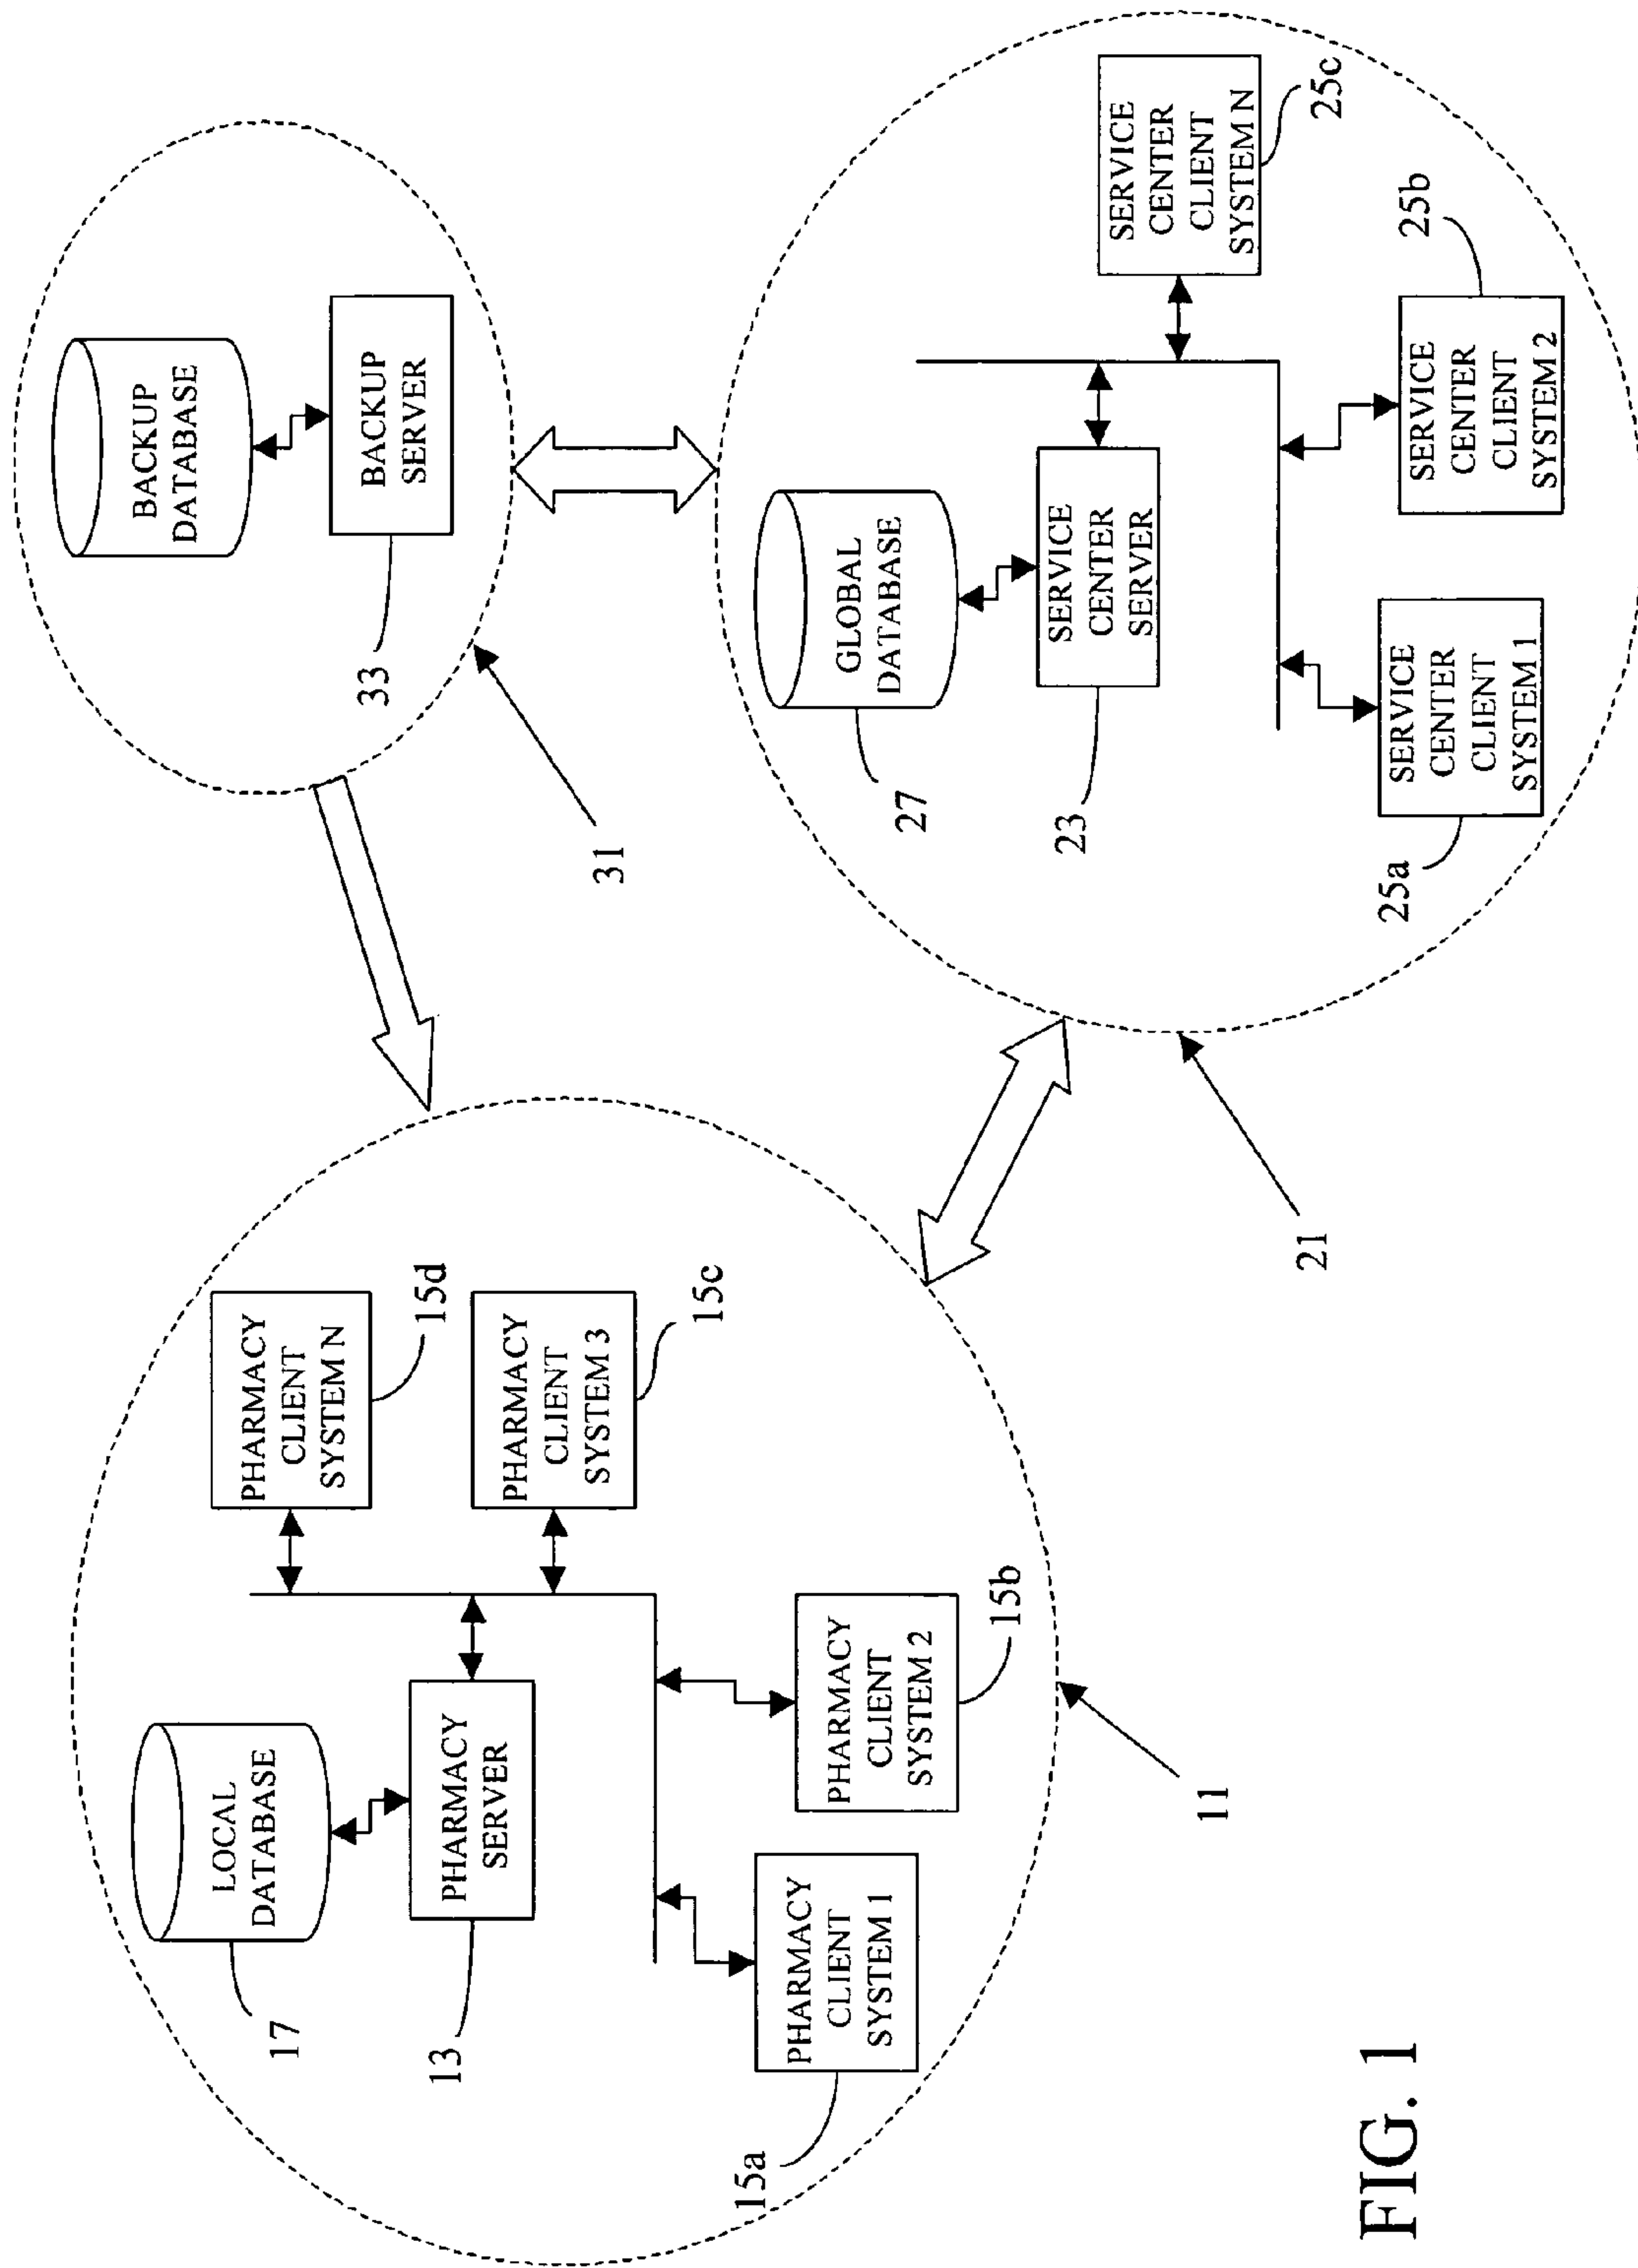 LOCAL
DATABASE
17
PHARMACY
SERVER
13
PHARMACY
CLIENT
SYSTEM N
15d
PHARMACY
CLIENT
SYSTEM 3
15c
PHARMACY
CLIENT
SYSTEM 1
15a
PHARMACY
CLIENT
SYSTEM 2
15b
11
BACKUP
DATABASE
BACKUP
SERVER
33
31
GLOBAL
DATABASE
27
SERVICE
CENTER
SERVER
23
SERVICE
CENTER
CLIENT
SYSTEM N
25c
SERVICE
CENTER
CLIENT
SYSTEM 1
25a
SERVICE
CENTER
CLIENT
SYSTEM 2
25b
21
FIG. 1